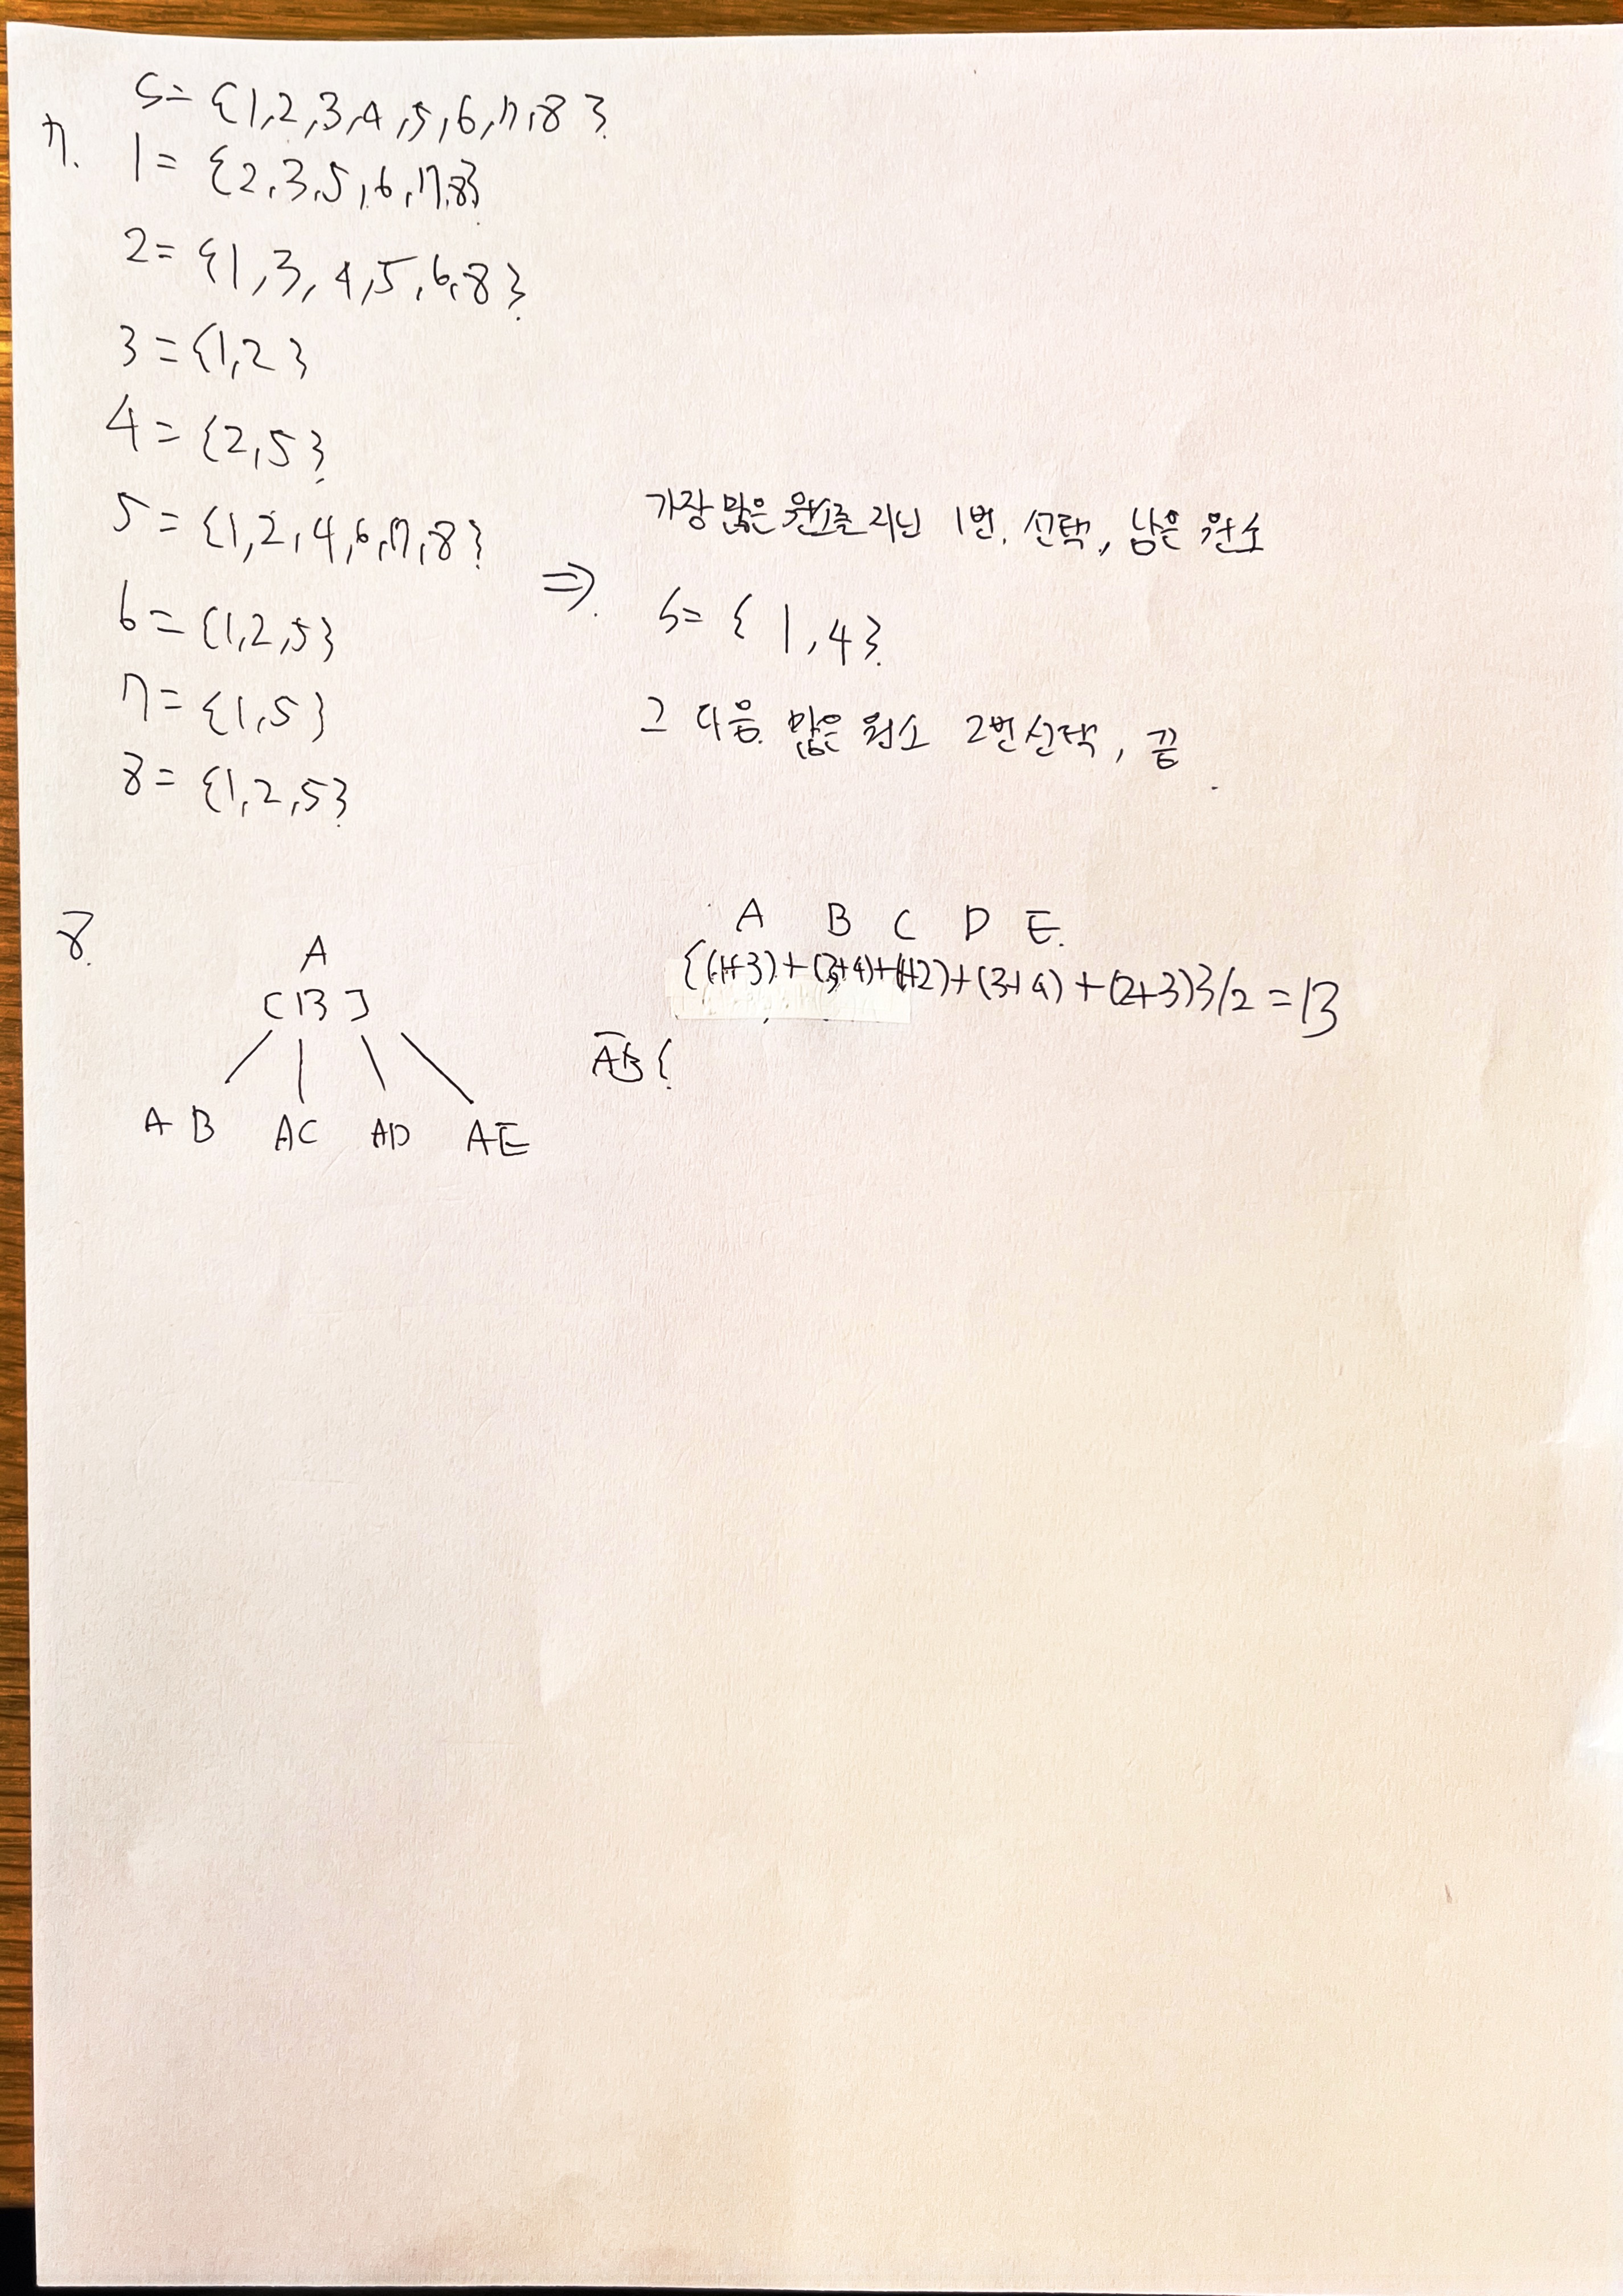 7.
S= {1,2,3,4,5,6,7,8}
1= {2,3,5,6,7,8}
2= {1,3,4,5,6,8}
3={1,2}
4= {2,5}
5= {1,2,4,6,7,8}
6= {1,2,5}
7= {1,5}
8= {1,2,5}
⇒ 가장 많은 원소를 지닌 1번 선택, 남은 원소
S= {1,4}
그 다음 많은 원소 2번 선택, 끝
8.
A
[13]
AB AC AD AE
A B C D E
{(1+3)+(3+4)+(1+2)+(3+4)+(2+3)}/2 =13
AB{